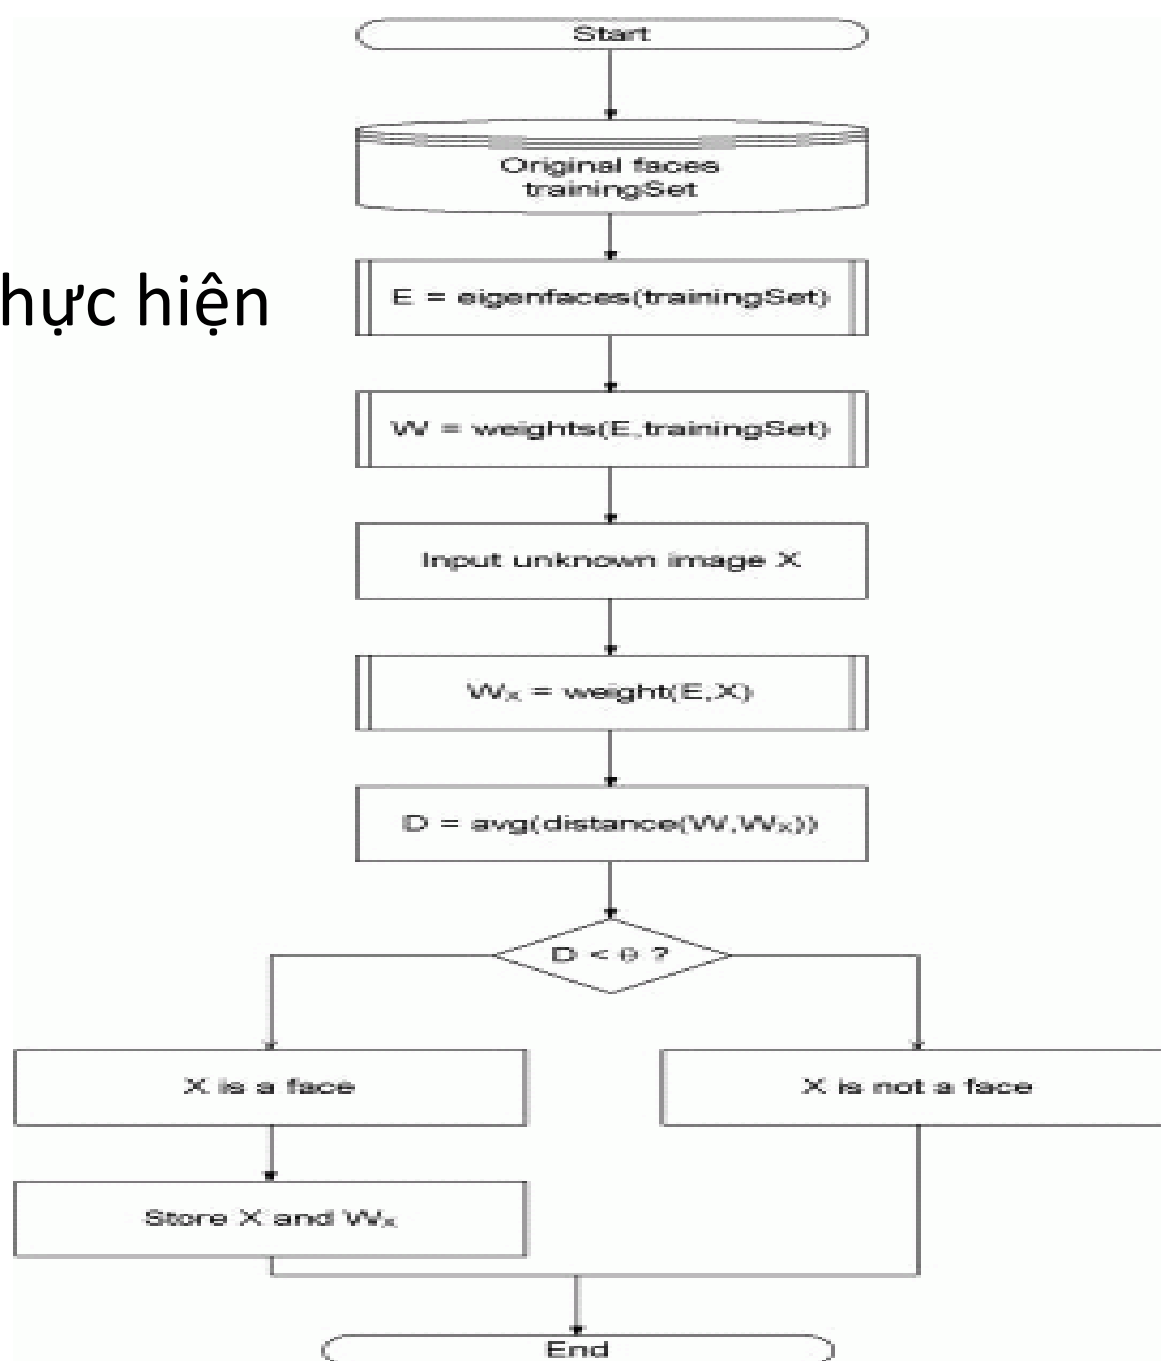 Start
Original faces
trainingSet
hực hiện
E = eigenfaces(trainingSet)
W = weights(E,trainingSet)
Input unknown image X
Wₓ = weight(E,X)
D = avg(distance(W,Wₓ))
D < θ ?
X is a face
X is not a face
Store X and Wₓ
End